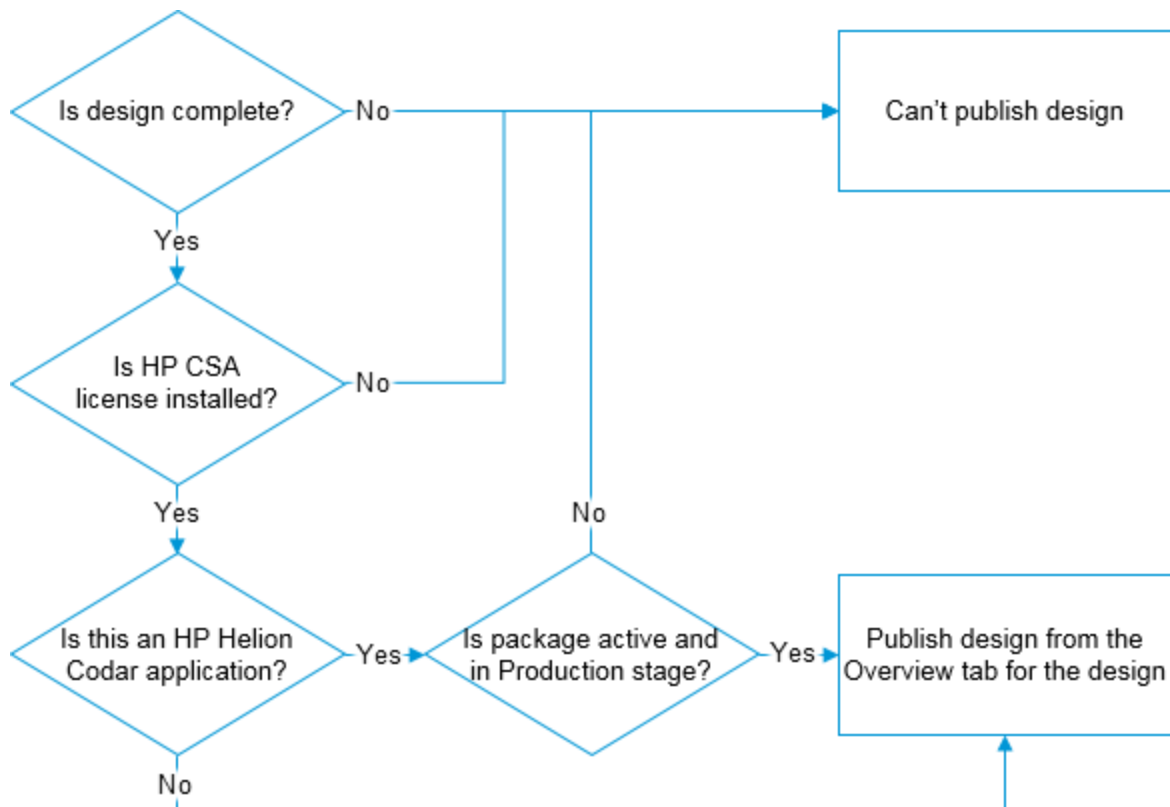 Is design complete?
No
Can't publish design
Yes
Is HP CSA
license installed?
No
Yes
No
Is this an HP Helion
Codar application?
Yes
Is package active and
in Production stage?
Yes
Publish design from the
Overview tab for the design
No